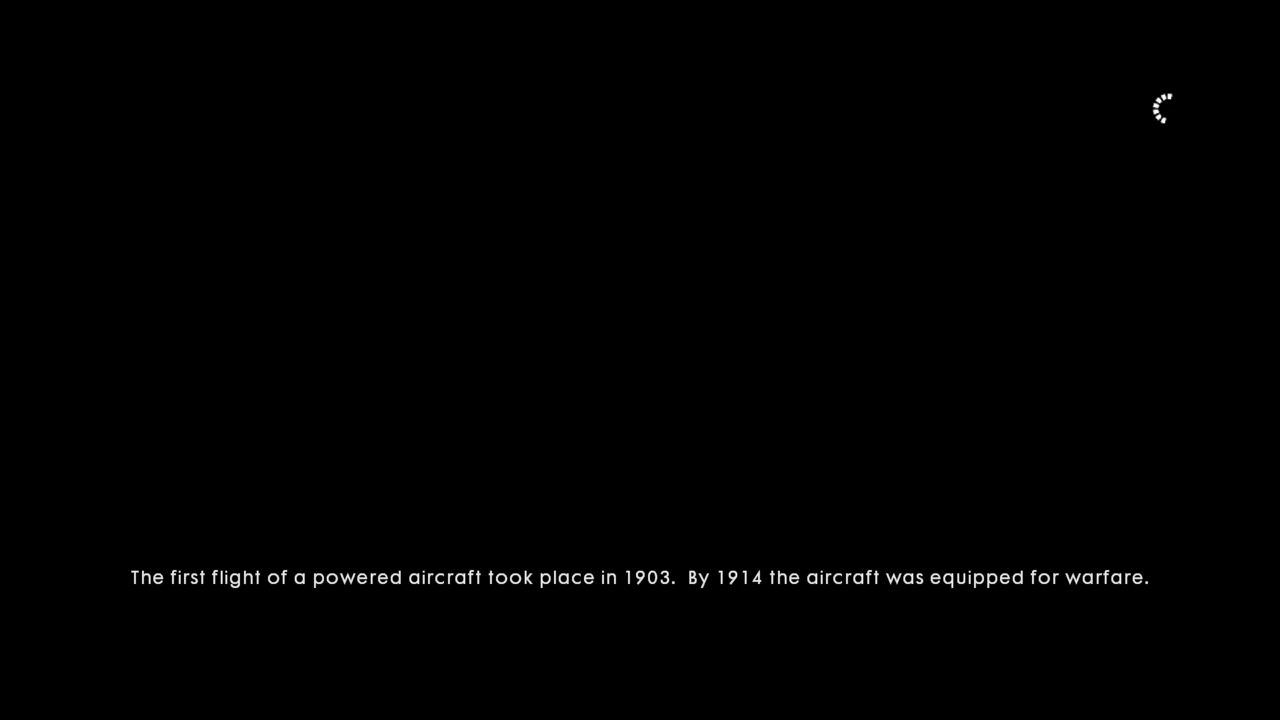 The first flight of a powered aircraft took place in 1903.  By 1914 the aircraft was equipped for warfare.